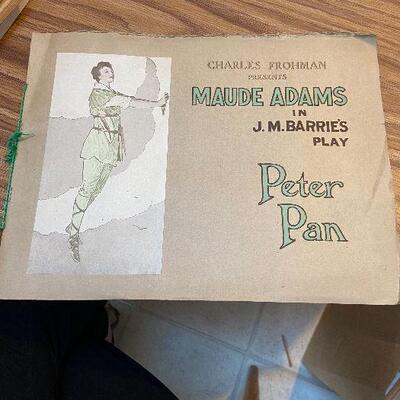 CHARLES FROHMAN
PRESENTS
MAUDE ADAMS
IN
J.M.BARRIE'S
PLAY
Peter
Pan